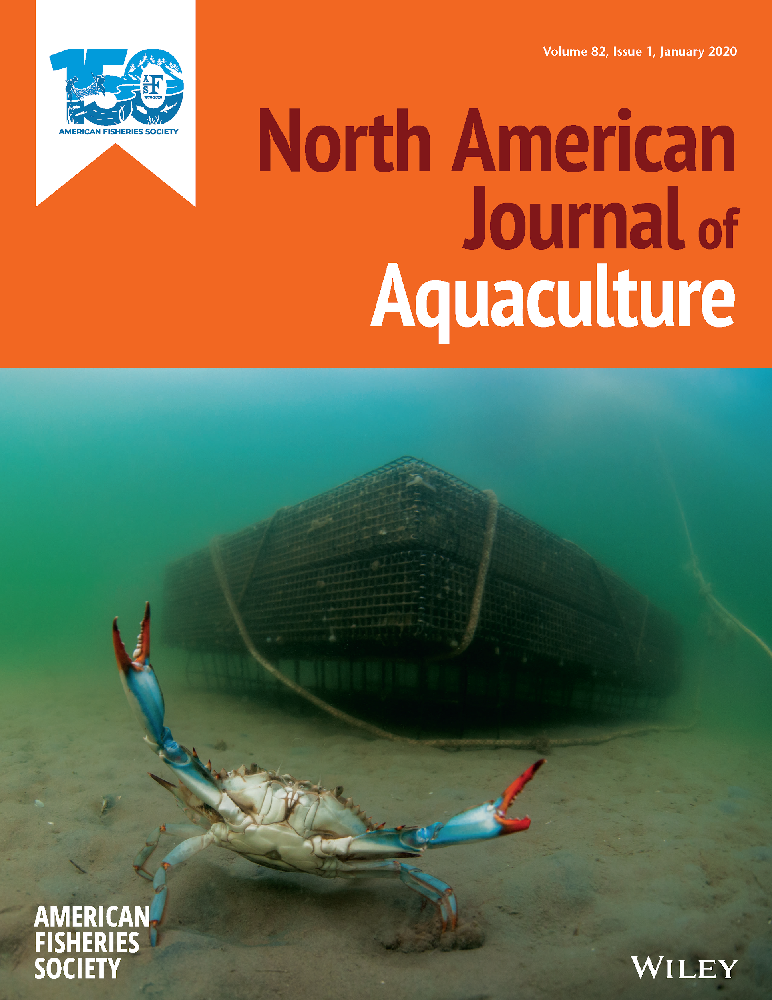 Volume 82, Issue 1, January 2020
150
A
F
S
1870-2020
AMERICAN FISHERIES SOCIETY
North American
Journal of
Aquaculture
AMERICAN
FISHERIES
SOCIETY
WILEY